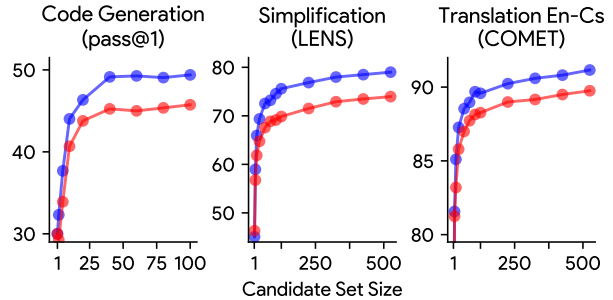 Code Generation
(pass@1)
50
40
30
1 25 50 75 100
Simplification
(LENS)
80
70
60
50
1 250 500
Translation En-Cs
(COMET)
90
85
80
1 250 500
Candidate Set Size